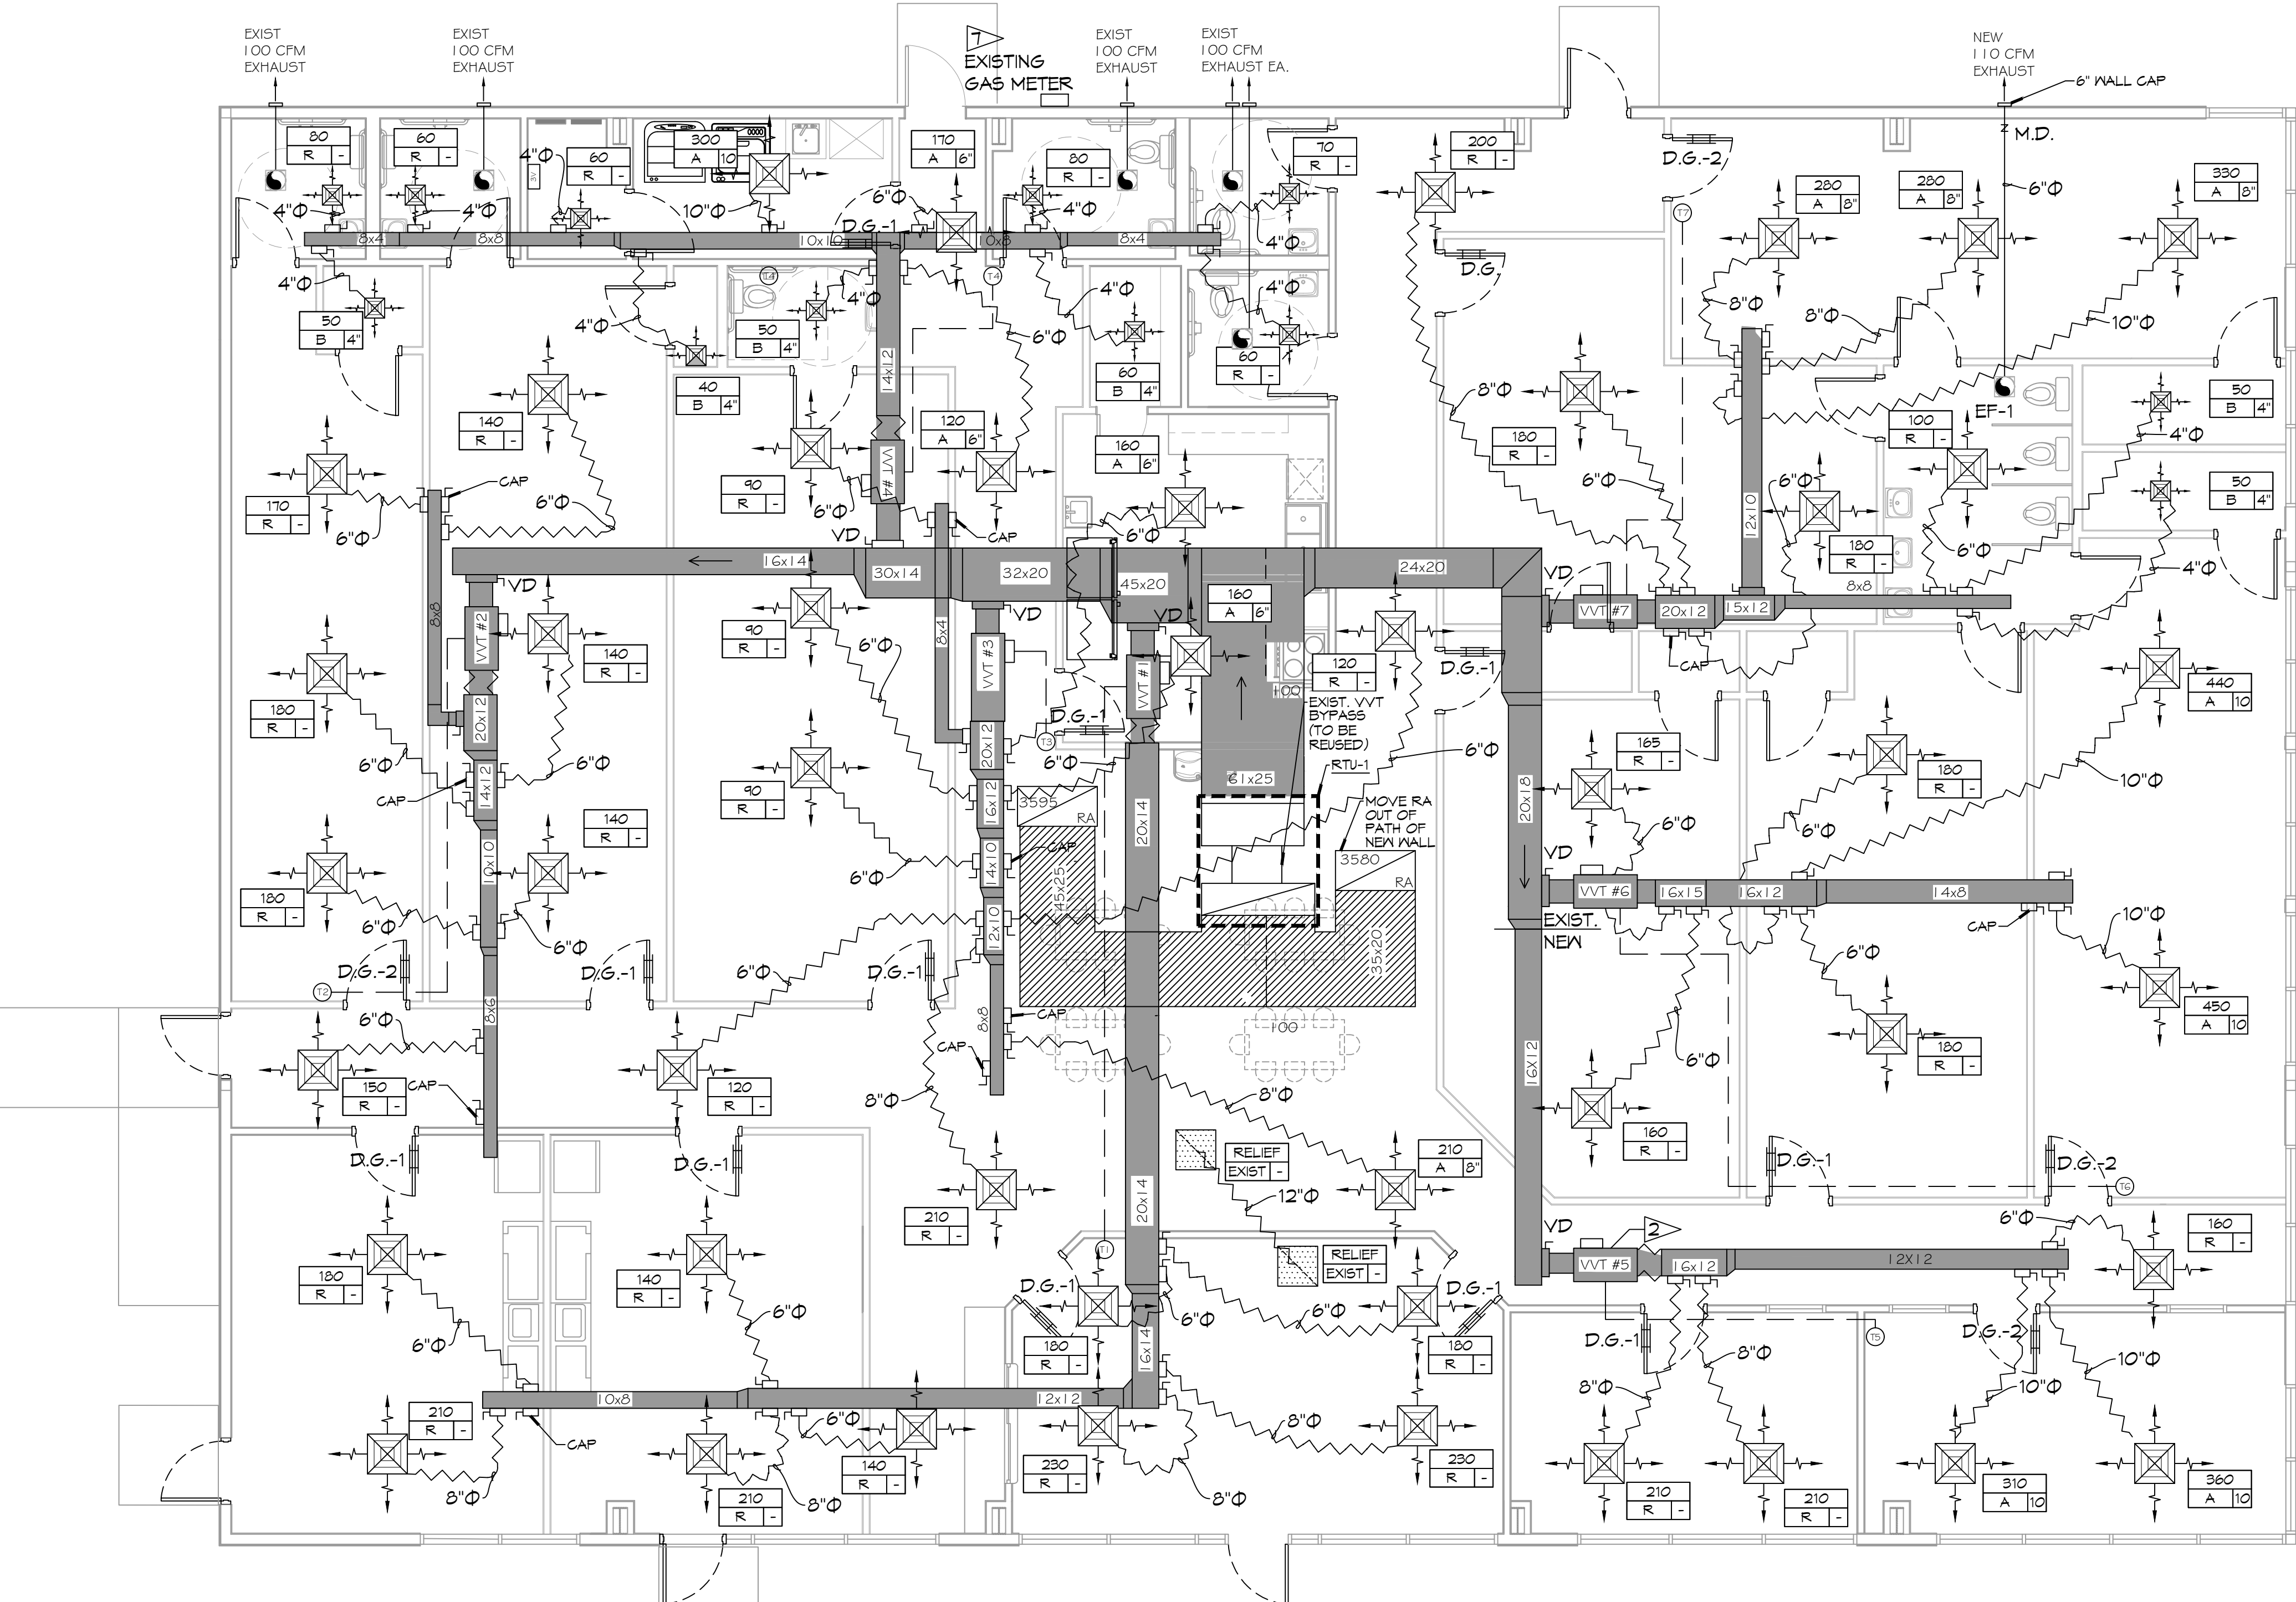 EXIST
100 CFM
EXHAUST
EXIST
100 CFM
EXHAUST
7
EXISTING
GAS METER
EXIST
100 CFM
EXHAUST
EXIST
100 CFM
EXHAUST EA.
NEW
110 CFM
EXHAUST
6" WALL CAP
M.D.
80
R -
60
R -
4"Φ
60
R -
300
A 10
170
A 6"
80
R -
70
R -
200
R -
D.G.-2
280
A 8"
280
A 8"
330
A 8"
6"Φ
4"Φ
4"Φ
10"Φ
6"Φ
4"Φ
T7
D.G.-1
8x4
8x8
10x10
10x8
8x4
4"Φ
D.G.
4"Φ
T4
T4
4"Φ
4"Φ
4"Φ
8"Φ
8"Φ
10"Φ
50
B 4"
4"Φ
50
B 4"
6"Φ
60
B 4"
60
R -
40
B 4"
14x12
8"Φ
50
B 4"
140
R -
120
A 6"
160
A 6"
180
R -
EF-1
100
R -
4"Φ
170
R -
CAP
6"Φ
6"Φ
90
R -
6"Φ
VVT #4
VD
CAP
6"Φ
6"Φ
12x10
6"Φ
180
R -
6"Φ
50
B 4"
4"Φ
16x14
30x14
32x20
45x20
24x20
VD
8x8
VD
8x8
VVT #2
140
R -
90
R -
6"Φ
8x4
VD
VVT #3
VD
VVT #1
160
A 6"
120
R -
100
D.G.-1
VVT #7
20x12
15x12
CAP
440
A 10
180
R -
20x12
6"Φ
6"Φ
14x12
CAP
90
R -
20x12
T3
D.G.-1
6"Φ
61x25
EXIST. VVT
BYPASS
(TO BE
REUSED)
RTU-1
6"Φ
MOVE RA
OUT OF
PATH OF
NEW WALL
165
R -
180
R -
10"Φ
20x18
6"Φ
6"Φ
3595
RA
16x12
20x14
3580
RA
140
R -
10x10
6"Φ
14x10
CAP
45x25
VD
VVT #6
16x15
16x12
14x8
CAP
10"Φ
180
R -
6"Φ
6"Φ
12x10
35x20
EXIST.
NEW
6"Φ
D.G.-2
T2
D.G.-1
6"Φ
D.G.-1
8x6
6"Φ
8x8
CAP
100
16X12
6"Φ
180
R -
450
A 10
CAP
150
R -
CAP
120
R -
8"Φ
8"Φ
160
R -
D.G.-1
D.G.-1
210
R -
20x14
RELIEF
EXIST -
12"Φ
210
A 8"
D.G.-1
D.G.-2
T6
180
R -
140
R -
T1
RELIEF
EXIST -
VD
2
VVT #5
16x12
12X12
6"Φ
160
R -
D.G.-1
6"Φ
6"Φ
D.G.-1
6"Φ
6"Φ
16x14
180
R -
180
R -
D.G.-1
8"Φ
D.G.-2
T5
10"Φ
10x8
12x12
8"Φ
10"Φ
210
R -
CAP
6"Φ
8"Φ
8"Φ
210
R -
8"Φ
140
R -
230
R -
8"Φ
230
R -
210
R -
210
R -
310
A 10
360
A 10